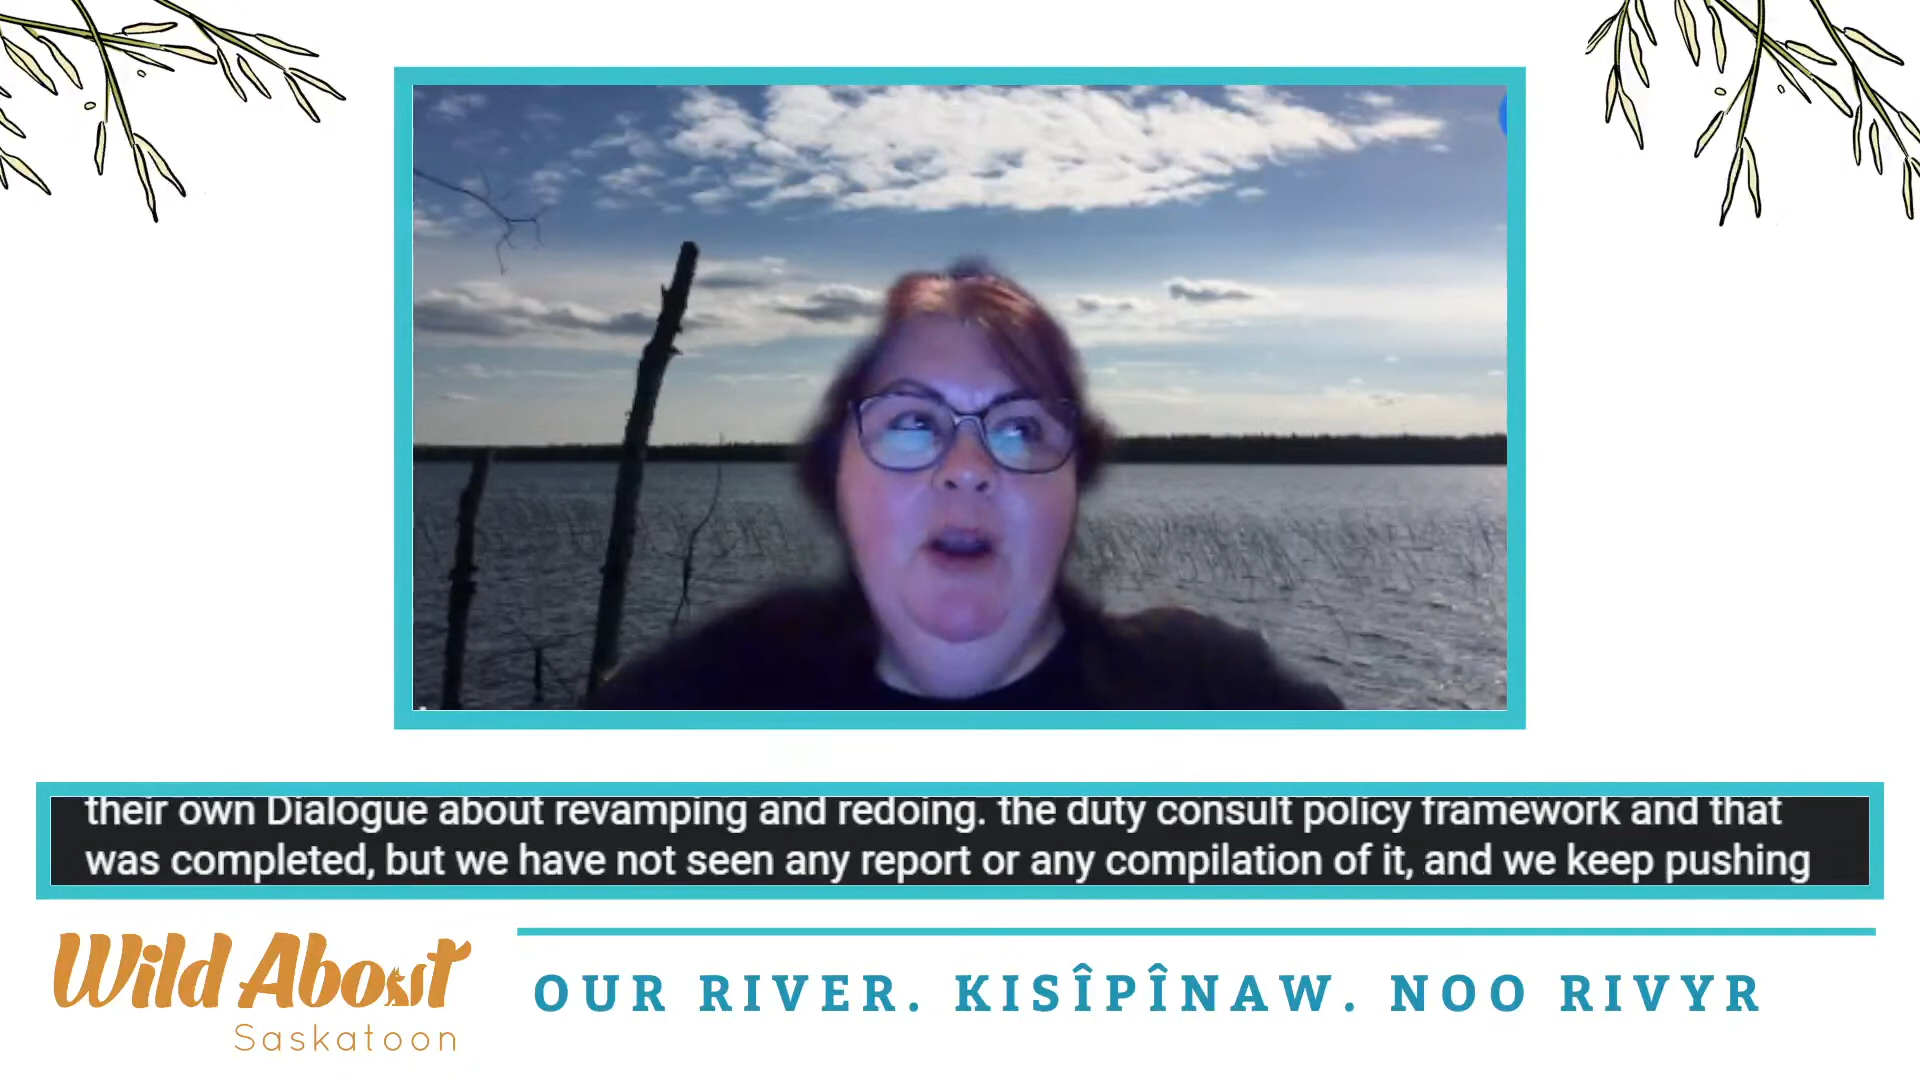 their own Dialogue about revamping and redoing. the duty consult policy framework and that
was completed, but we have not seen any report or any compilation of it, and we keep pushing
Wild About
Saskatoon
OUR RIVER. KISÎPÎNAW. NOO RIVYR